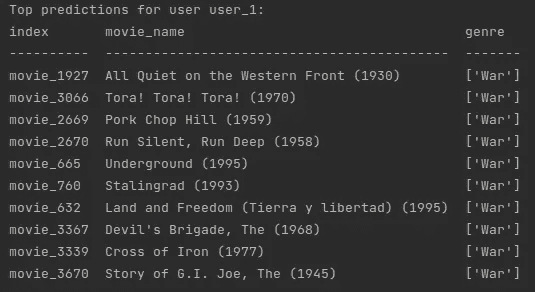 Top predictions for user user_1:
index movie_name genre
---------- ------------------------------------------ -------
movie_1927 All Quiet on the Western Front (1930) ['War']
movie_3066 Tora! Tora! Tora! (1970) ['War']
movie_2669 Pork Chop Hill (1959) ['War']
movie_2670 Run Silent, Run Deep (1958) ['War']
movie_665 Underground (1995) ['War']
movie_760 Stalingrad (1993) ['War']
movie_632 Land and Freedom (Tierra y libertad) (1995) ['War']
movie_3367 Devil's Brigade, The (1968) ['War']
movie_3339 Cross of Iron (1977) ['War']
movie_3670 Story of G.I. Joe, The (1945) ['War']